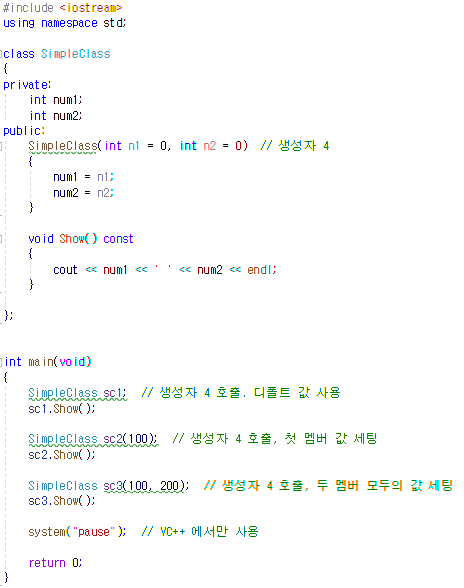 #include <iostream>
using namespace std;
class SimpleClass
{
private:
int num1;
int num2;
public:
SimpleClass(int n1 = 0, int n2 = 0) // 생성자 4
{
num1 = n1;
num2 = n2;
}
void Show() const
{
cout << num1 << ' ' << num2 << endl;
}
};
int main(void)
{
SimpleClass sc1; // 생성자 4 호출. 디폴트 값 사용
sc1.Show();
SimpleClass sc2(100); // 생성자 4 호출, 첫 멤버 값 세팅
sc2.Show();
SimpleClass sc3(100, 200); // 생성자 4 호출, 두 멤버 모두의 값 세팅
sc3.Show();
system("pause"); // VC++ 에서만 사용
return 0;
}